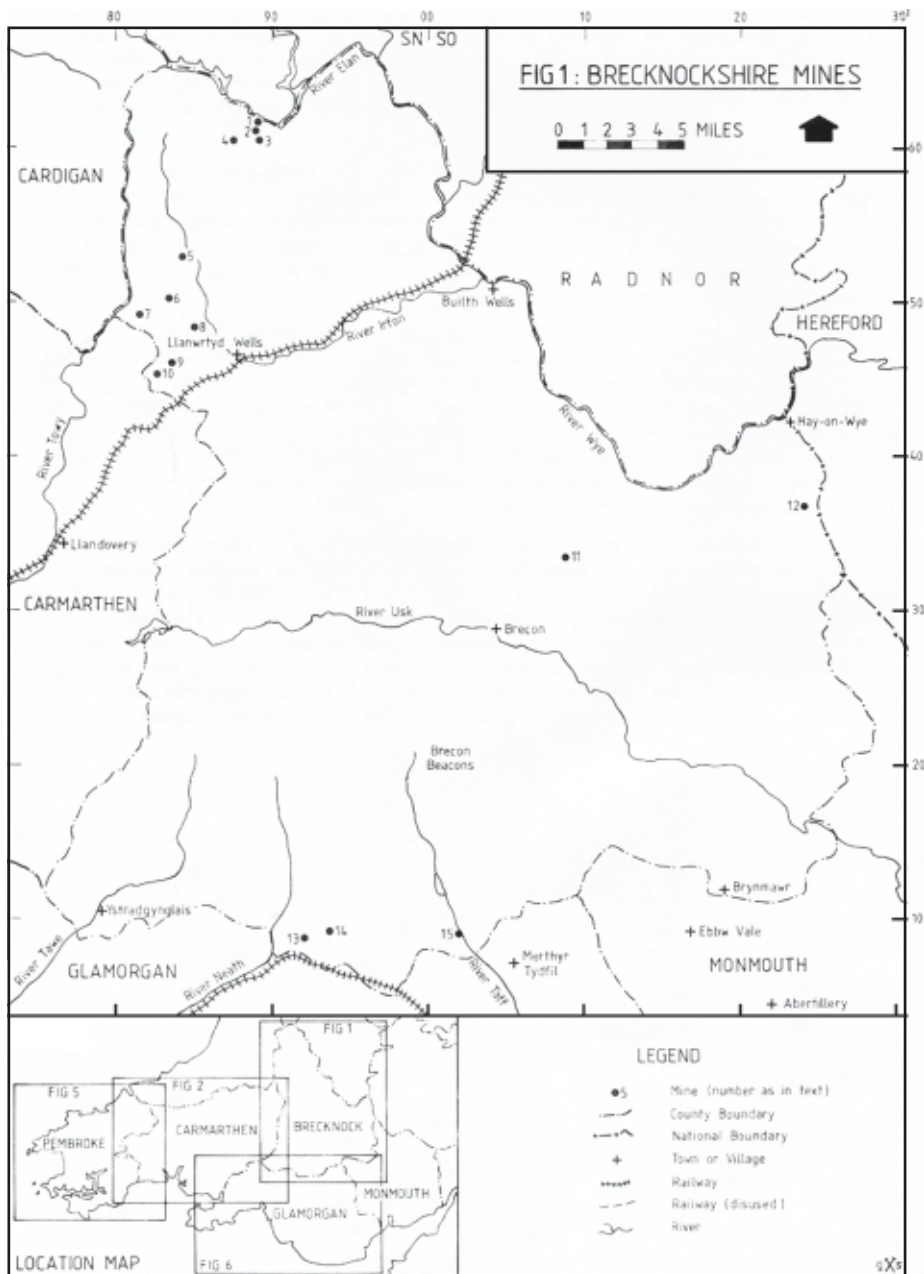 80
90
00
10
20
30E
SN SO
FIG 1: BRECKNOCKSHIRE MINES
0 1 2 3 4 5 MILES
River Elan
1
2
4
3
60
CARDIGAN
5
RADNOR
6
50
7
Builth Wells
8
River Irfon
HEREFORD
Llanwrtyd Wells
9
10
River Wye
Hay-on-Wye
River Towy
40
12
Llandovery
11
CARMARTHEN
River Usk
30
Brecon
Brecon
Beacons
20
Brynmawr
Ystradgynglais
10
13
14
15
Ebbw Vale
River Tawe
GLAMORGAN
River Neath
River Taff
Merthyr
Tydfil
MONMOUTH
Abertillery
FIG 1
FIG 5
FIG 2
PEMBROKE
CARMARTHEN
BRECKNOCK
MONMOUTH
GLAMORGAN
FIG 6
LOCATION MAP
LEGEND
5 Mine (number as in text)
County Boundary
National Boundary
Town or Village
Railway
Railway (disused)
River